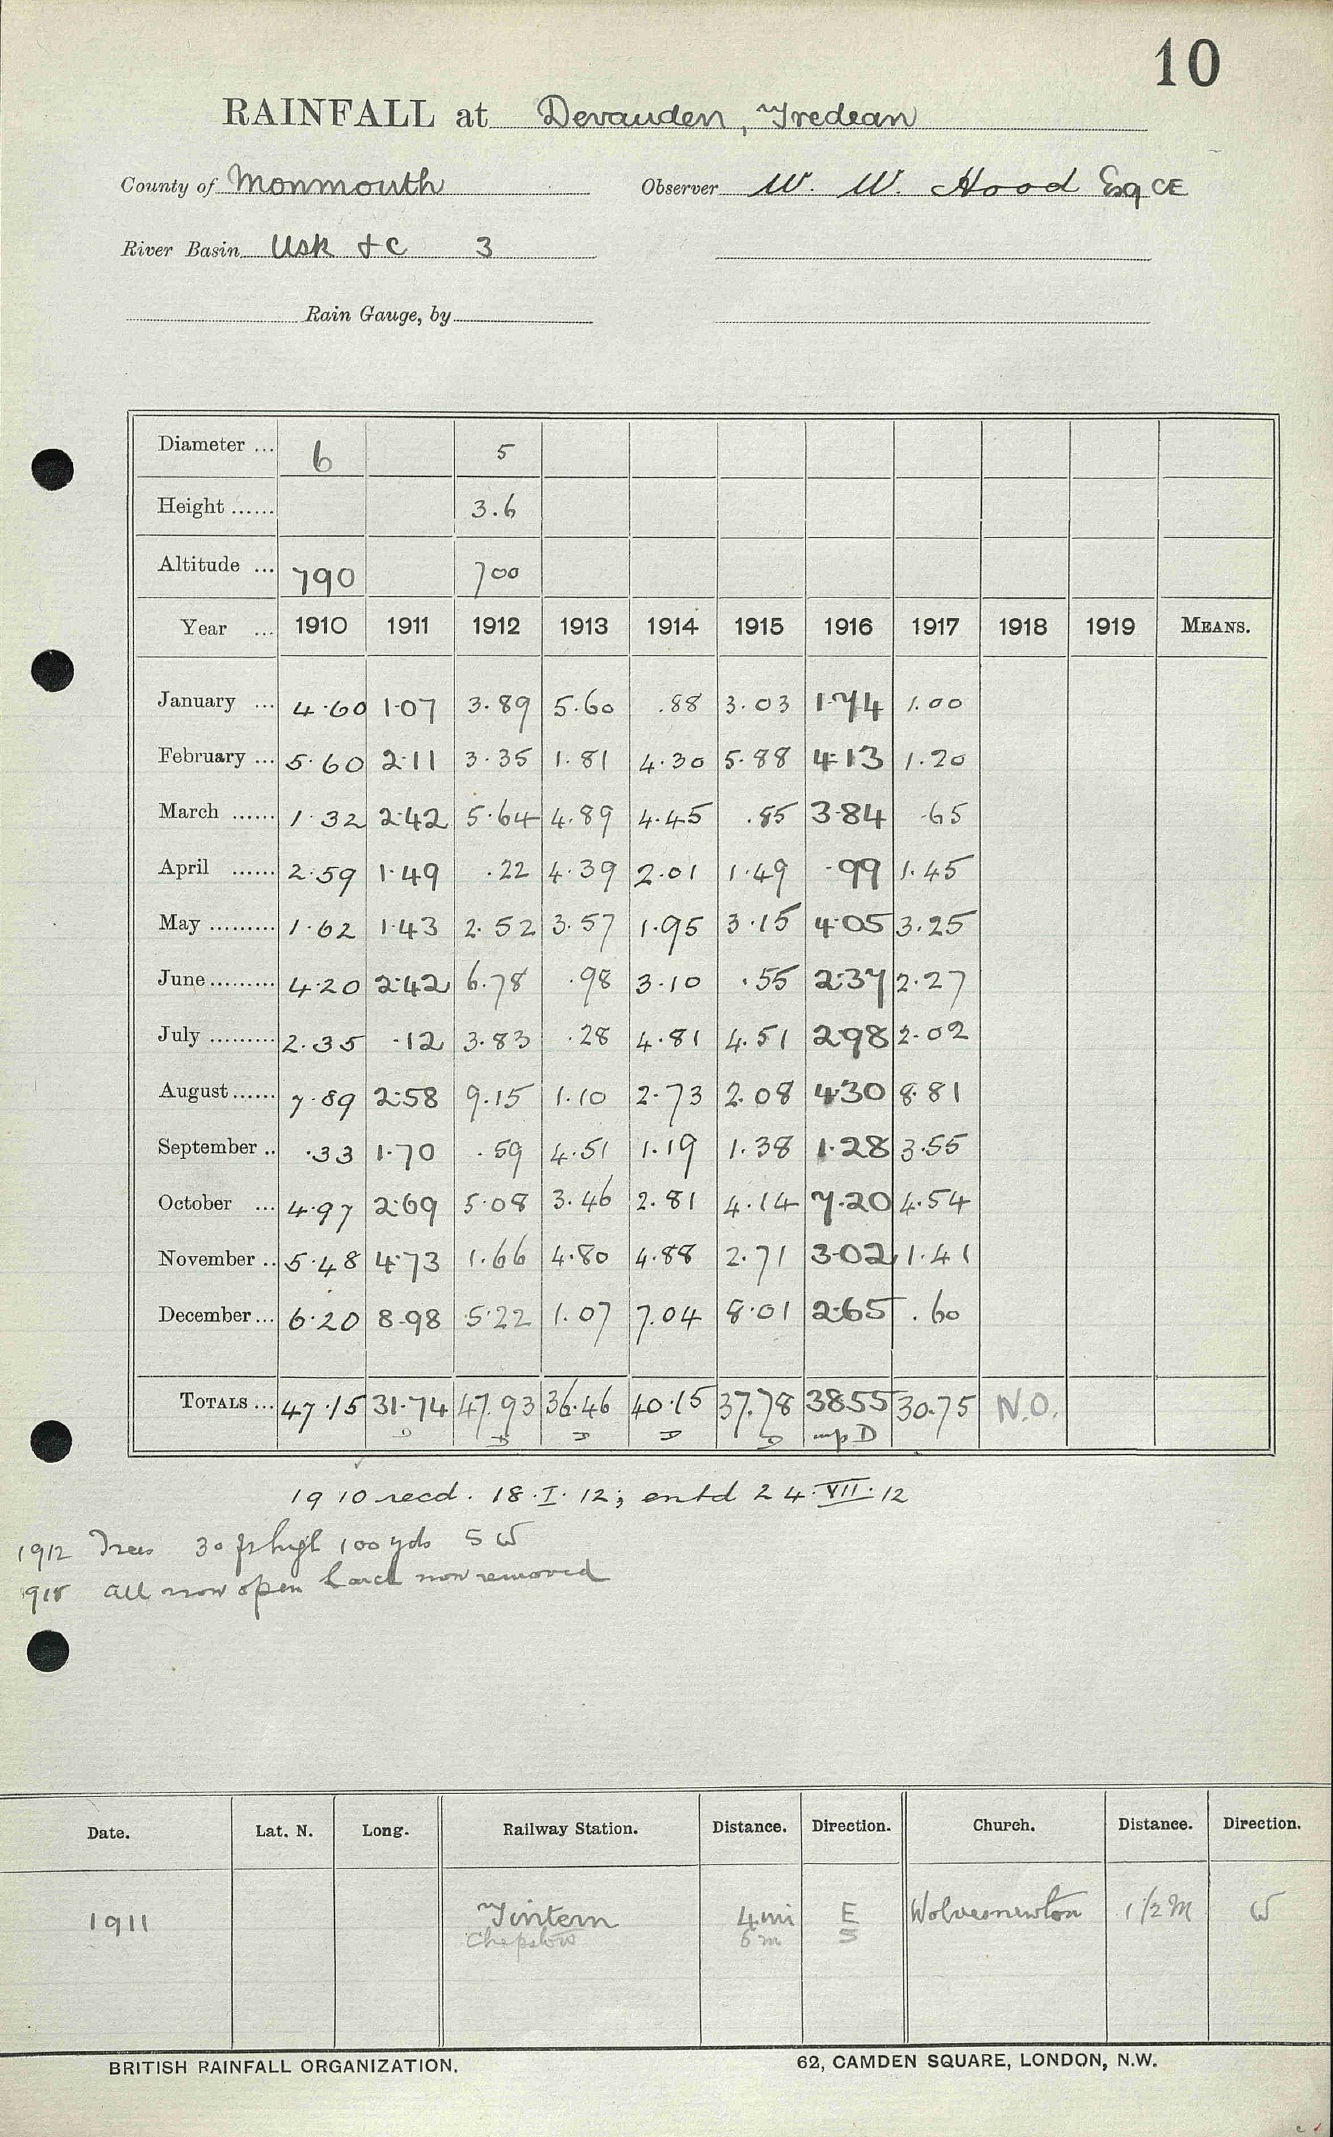 10
RAINFALL at Devauden, Tredean
County of Monmouth Observer W. W. Hood Esq CE
River Basin Usk & C 3
Rain Gauge, by
Diameter ... 6 5
Height ...... 3.6
Altitude ... 790 700
Year ... 1910 1911 1912 1913 1914 1915 1916 1917 1918 1919 MEANS.
January ... 4.60 1.07 3.89 5.60 .88 3.03 1.74 1.00
February ... 5.60 2.11 3.35 1.81 4.30 5.88 4.13 1.20
March ...... 1.32 2.42 5.64 4.89 4.45 .85 3.84 .65
April ...... 2.59 1.49 .22 4.39 2.01 1.49 .99 1.45
May ......... 1.62 1.43 2.52 3.57 1.95 3.15 4.05 3.25
June ......... 4.20 2.42 6.78 .98 3.10 .55 2.37 2.27
July ......... 2.35 .12 3.83 .28 4.81 4.51 2.98 2.02
August ...... 7.89 2.58 9.15 1.10 2.73 2.08 4.30 8.81
September .. .33 1.70 .59 4.51 1.19 1.38 1.28 3.55
October ... 4.97 2.69 5.08 3.46 2.81 4.14 7.20 4.54
November .. 5.48 4.73 1.66 4.80 4.88 2.71 3.02 1.41
December ... 6.20 8.98 5.22 1.07 7.04 8.01 2.65 .60
TOTALS ... 47.15 31.74 47.93 36.46 40.15 37.78 38.55 30.75 N.O.
D D D D D mp D
1910 recd. 18.I.12; entd 24.VII.12
1912 Trees 30 ft high 100 yds SW
All now open now removed
Date. Lat. N. Long. Railway Station. Distance. Direction. Church. Distance. Direction.
1911 Tintern 4 mi E Wolvesnewton 1 1/2 M W
Chepstow 5 m S
BRITISH RAINFALL ORGANIZATION. 62, CAMDEN SQUARE, LONDON, N.W.